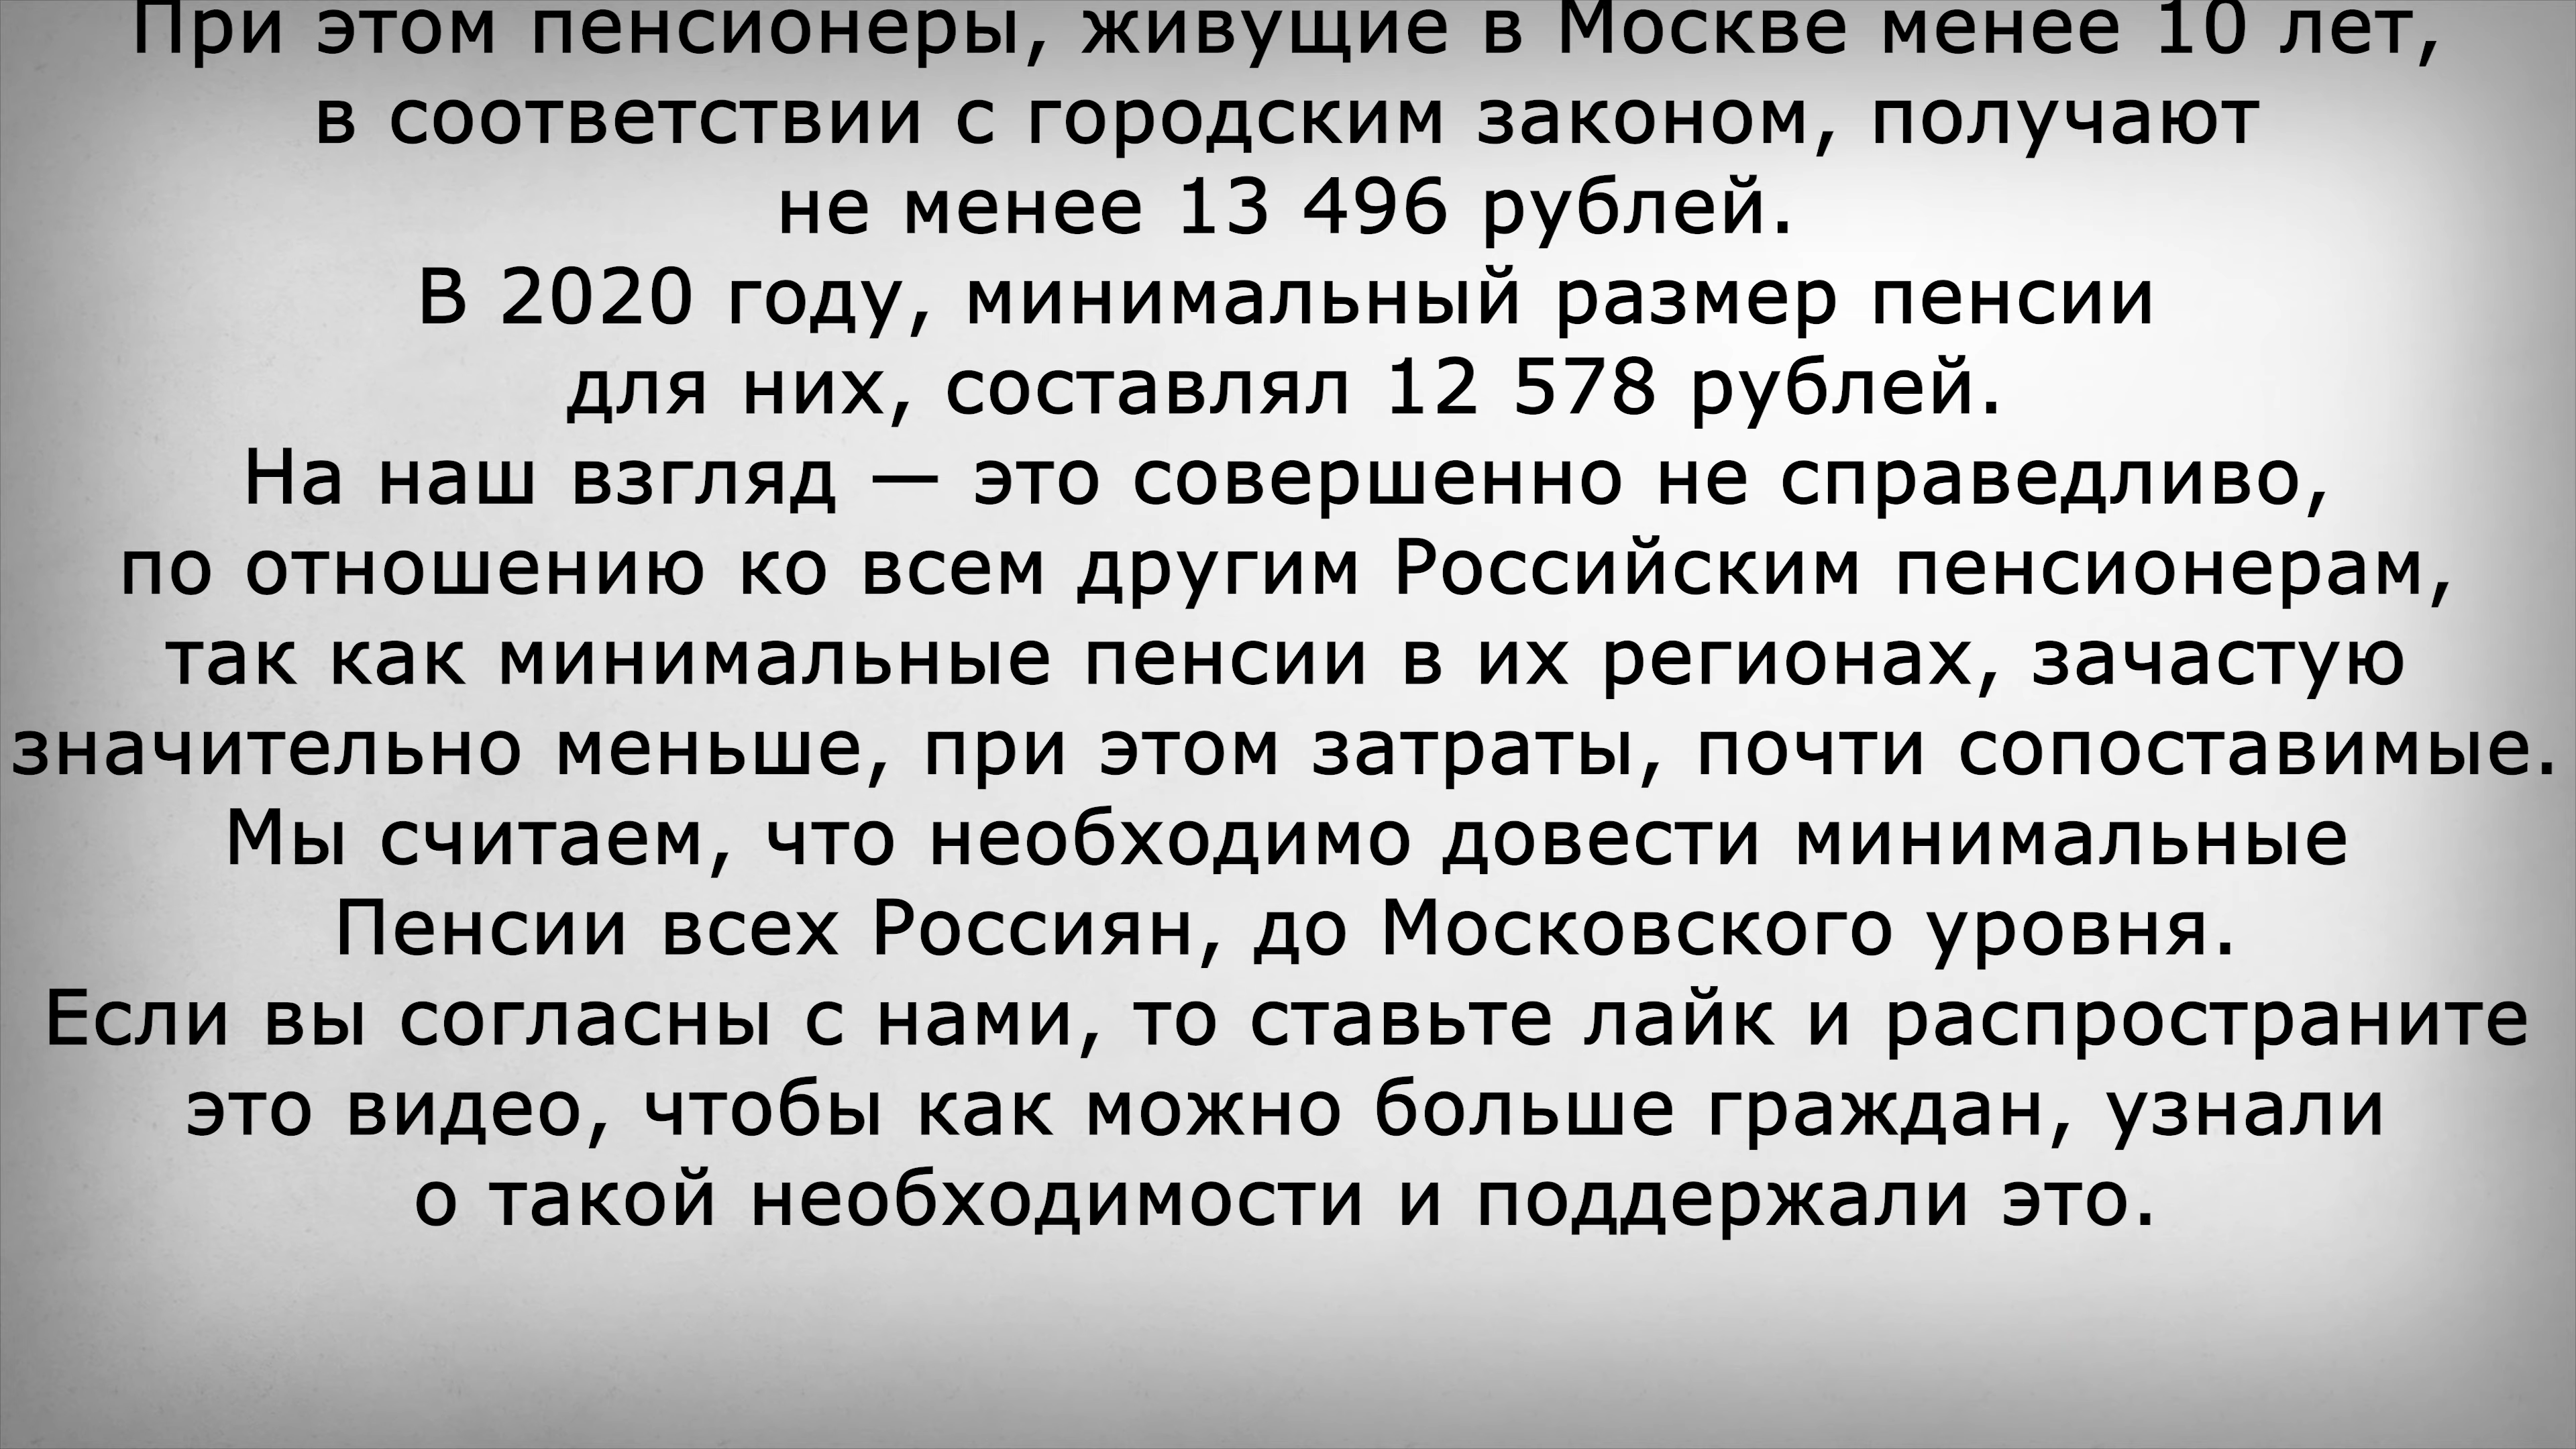 При этом пенсионеры, живущие в Москве менее 10 лет,
в соответствии с городским законом, получают
не менее 13 496 рублей.
В 2020 году, минимальный размер пенсии
для них, составлял 12 578 рублей.
На наш взгляд — это совершенно не справедливо,
по отношению ко всем другим Российским пенсионерам,
так как минимальные пенсии в их регионах, зачастую
значительно меньше, при этом затраты, почти сопоставимые.
Мы считаем, что необходимо довести минимальные
Пенсии всех Россиян, до Московского уровня.
Если вы согласны с нами, то ставьте лайк и распространите
это видео, чтобы как можно больше граждан, узнали
о такой необходимости и поддержали это.